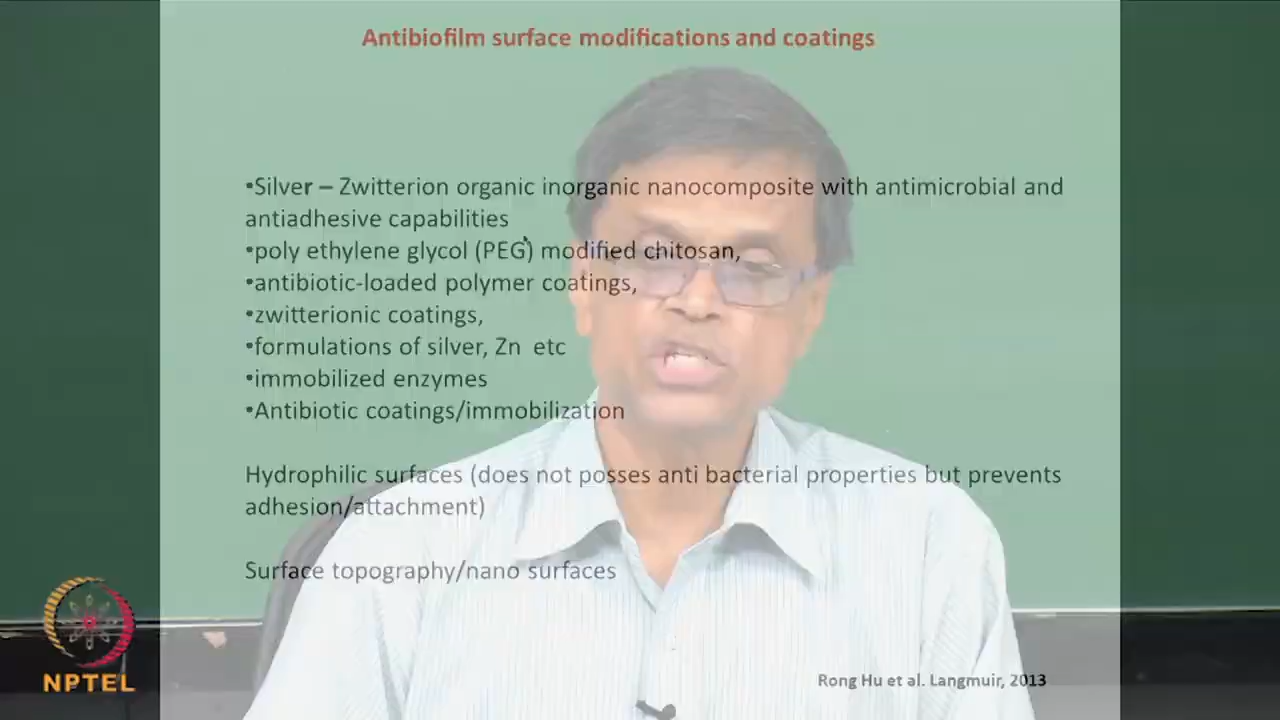 Antibiofilm surface modifications and coatings
•Silver – Zwitterion organic inorganic nanocomposite with antimicrobial and
antiadhesive capabilities
•poly ethylene glycol (PEG) modified chitosan,
•antibiotic-loaded polymer coatings,
•zwitterionic coatings,
•formulations of silver, Zn etc
•immobilized enzymes
•Antibiotic coatings/immobilization
Hydrophilic surfaces (does not posses anti bacterial properties but prevents
adhesion/attachment)
Surface topography/nano surfaces
NPTEL
Rong Hu et al. Langmuir, 2013